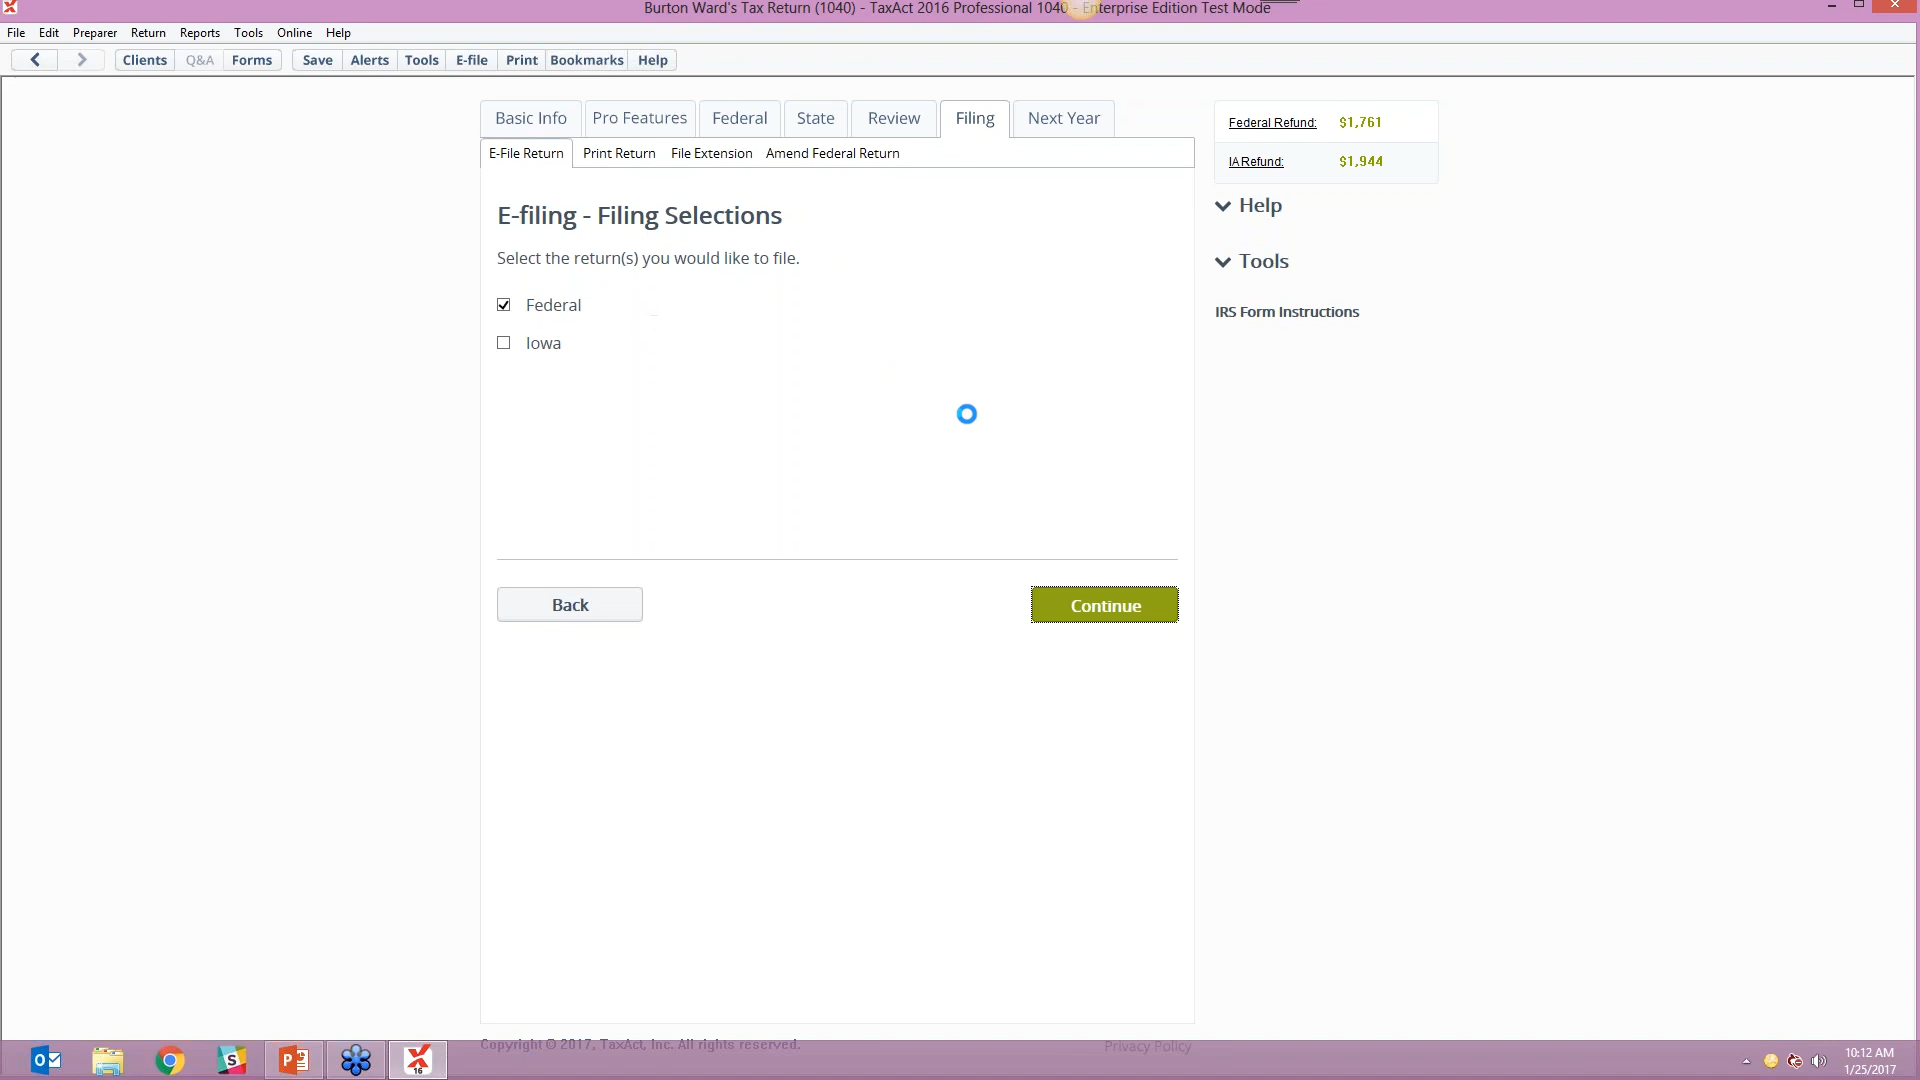 Burton Ward's Tax Return (1040) - TaxAct 2016 Professional 1040 - Enterprise Edition Test Mode
File Edit Preparer Return Reports Tools Online Help
Clients Q&A Forms Save Alerts Tools E-file Print Bookmarks Help
Basic Info Pro Features Federal State Review Filing Next Year
E-File Return Print Return File Extension Amend Federal Return
Federal Refund: $1,761
IA Refund: $1,944
Help
Tools
IRS Form Instructions
E-filing - Filing Selections
Select the return(s) you would like to file.
Federal
Iowa
Back Continue
Copyright © 2017, TaxAct, Inc. All rights reserved. Privacy Policy
16
10:12 AM
1/25/2017